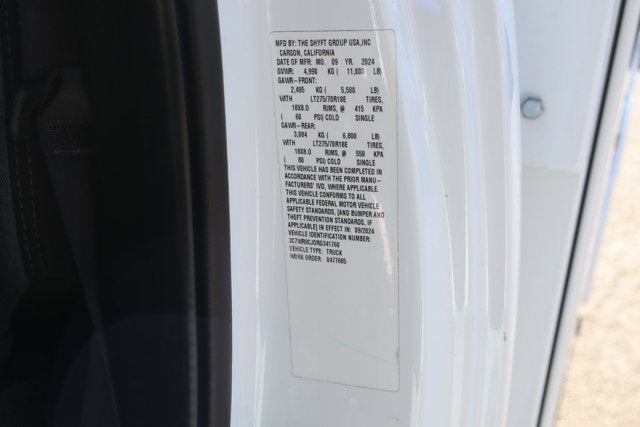 MFD BY: THE SHYFT GROUP USA,INC
CARSON, CALIFORNIA
DATE OF MFR: MO. 09 YR. 2024
GVWR: 4,990 KG ( 11,000 LB)
GAWR-FRONT:
2,495 KG ( 5,500 LB)
WITH LT275/70R18E TIRES,
18X8.0 RIMS, @ 415 KPA
( 60 PSI) COLD SINGLE
GAWR-REAR:
3,084 KG ( 6,800 LB)
WITH LT275/70R18E TIRES,
18X8.0 RIMS, @ 550 KPA
( 80 PSI) COLD SINGLE
THIS VEHICLE HAS BEEN COMPLETED IN
ACCORDANCE WITH THE PRIOR MANU-
FACTURERS' IVD, WHERE APPLICABLE.
THIS VEHICLE CONFORMS TO ALL
APPLICABLE FEDERAL MOTOR VEHICLE
SAFETY STANDARDS, [AND BUMPER AND
THEFT PREVENTION STANDARDS, IF
APPLICABLE] IN EFFECT IN: 09/2024
VEHICLE IDENTIFICATION NUMBER:
3C7WR9CJ0RG341760
VEHICLE TYPE: TRUCK
WORK ORDER: 0477685